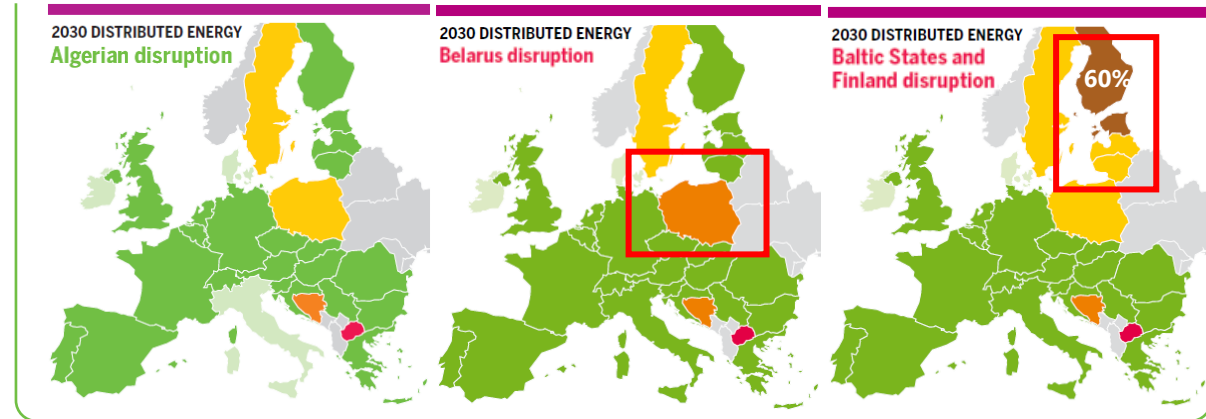 2030 DISTRIBUTED ENERGY
Algerian disruption
2030 DISTRIBUTED ENERGY
Belarus disruption
2030 DISTRIBUTED ENERGY
Baltic States and
Finland disruption
60%